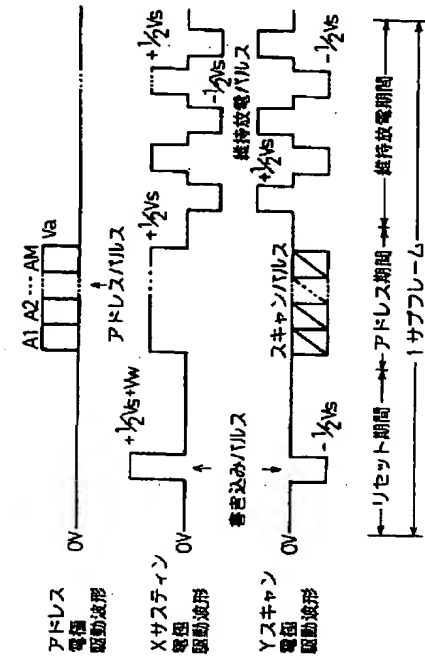 アドレス
電極
駆動波形
0V
A1 A2 ---- AM
Va
アドレスパルス
Xサスティン
電極
駆動波形
0V
+½Vs+Vw
書き込みパルス
+½Vs
+½Vs
-½Vs
維持放電パルス
Yスキャン
電極
駆動波形
0V
-½Vs
スキャンパルス
+½Vs
-½Vs
リセット期間
アドレス期間
維持放電期間
1サブフレーム